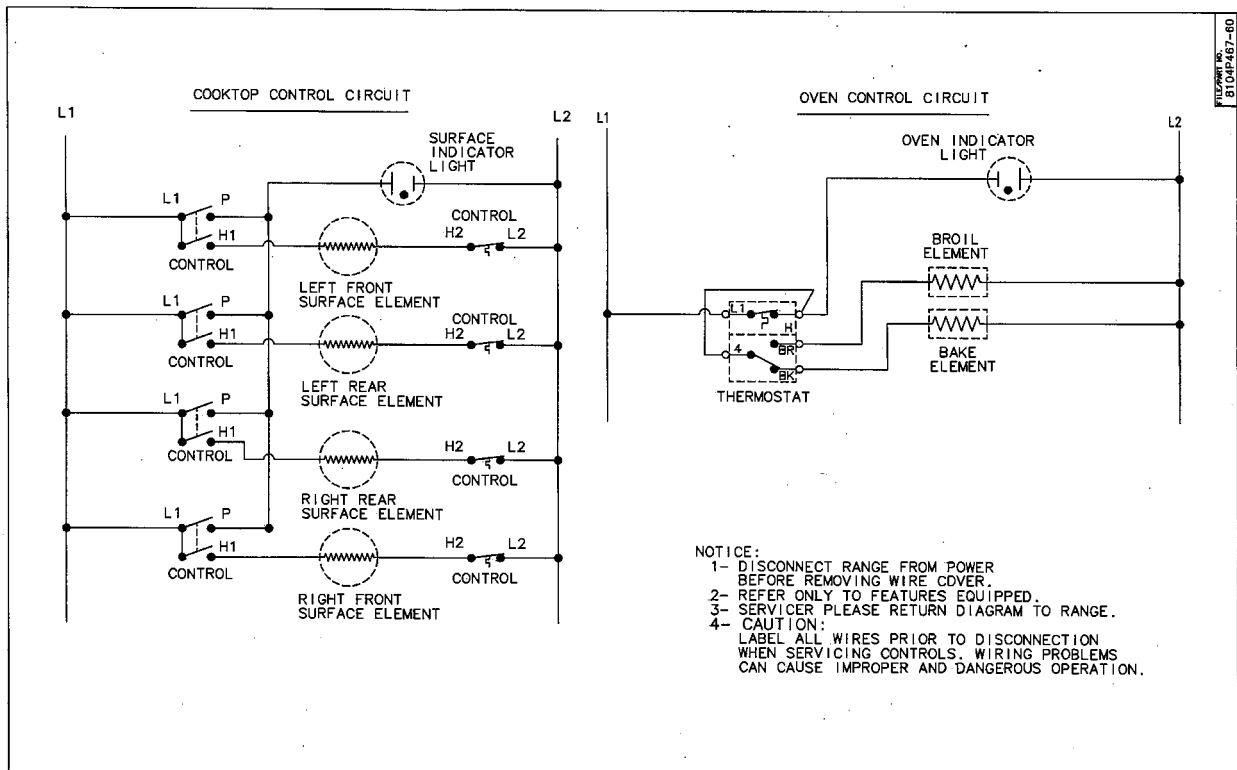 FILE/PART NO.
8104P467-60
COOKTOP CONTROL CIRCUIT
L1
L2
SURFACE
INDICATOR
LIGHT
L1
P
H1
CONTROL
CONTROL
H2
L2
LEFT FRONT
SURFACE ELEMENT
L1
P
H1
CONTROL
CONTROL
H2
L2
LEFT REAR
SURFACE ELEMENT
L1
P
H1
CONTROL
H2
L2
CONTROL
RIGHT REAR
SURFACE ELEMENT
L1
P
H1
CONTROL
H2
L2
CONTROL
RIGHT FRONT
SURFACE ELEMENT
OVEN CONTROL CIRCUIT
L1
L2
OVEN INDICATOR
LIGHT
BROIL
ELEMENT
L1
H
4
BR
BK
THERMOSTAT
BAKE
ELEMENT
NOTICE:
1- DISCONNECT RANGE FROM POWER
BEFORE REMOVING WIRE COVER.
2- REFER ONLY TO FEATURES EQUIPPED.
3- SERVICER PLEASE RETURN DIAGRAM TO RANGE.
4- CAUTION:
LABEL ALL WIRES PRIOR TO DISCONNECTION
WHEN SERVICING CONTROLS. WIRING PROBLEMS
CAN CAUSE IMPROPER AND DANGEROUS OPERATION.